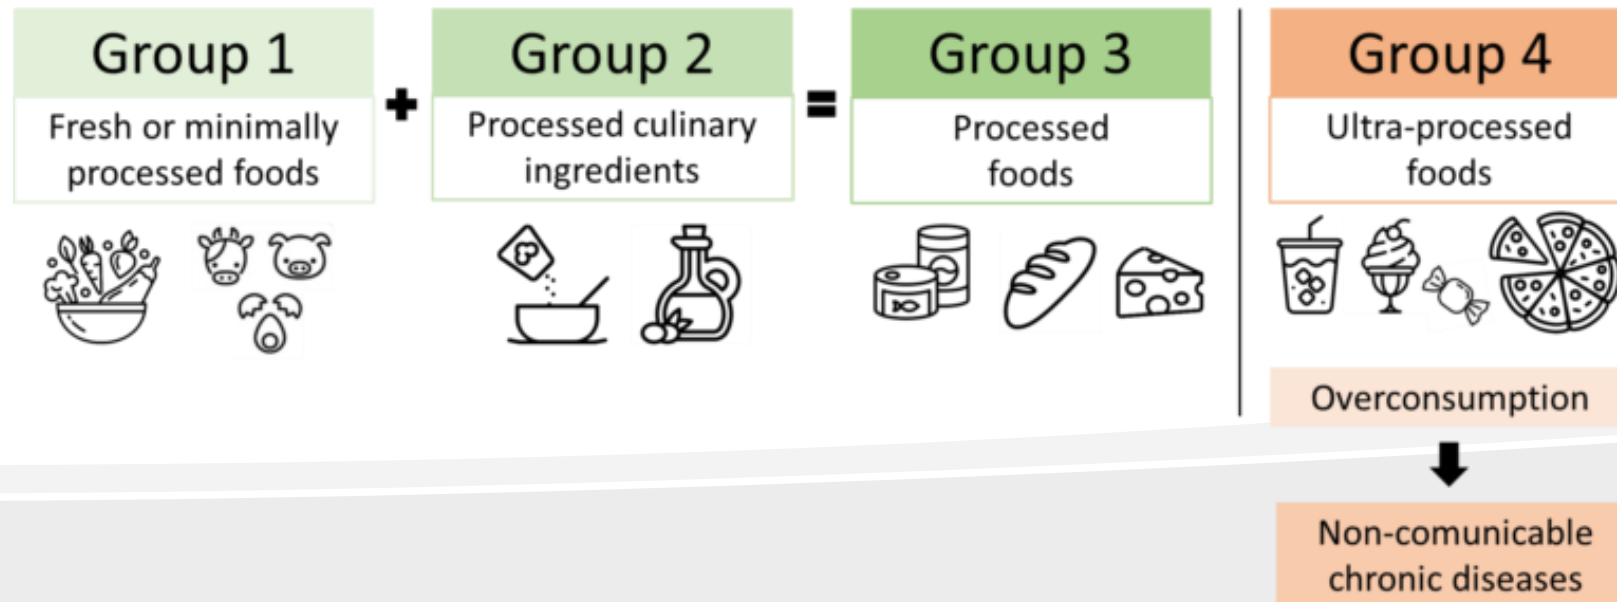 Group 1
Fresh or minimally
processed foods
Group 2
Processed culinary
ingredients
Group 3
Processed
foods
Group 4
Ultra-processed
foods
Overconsumption
Non-comunicable
chronic diseases